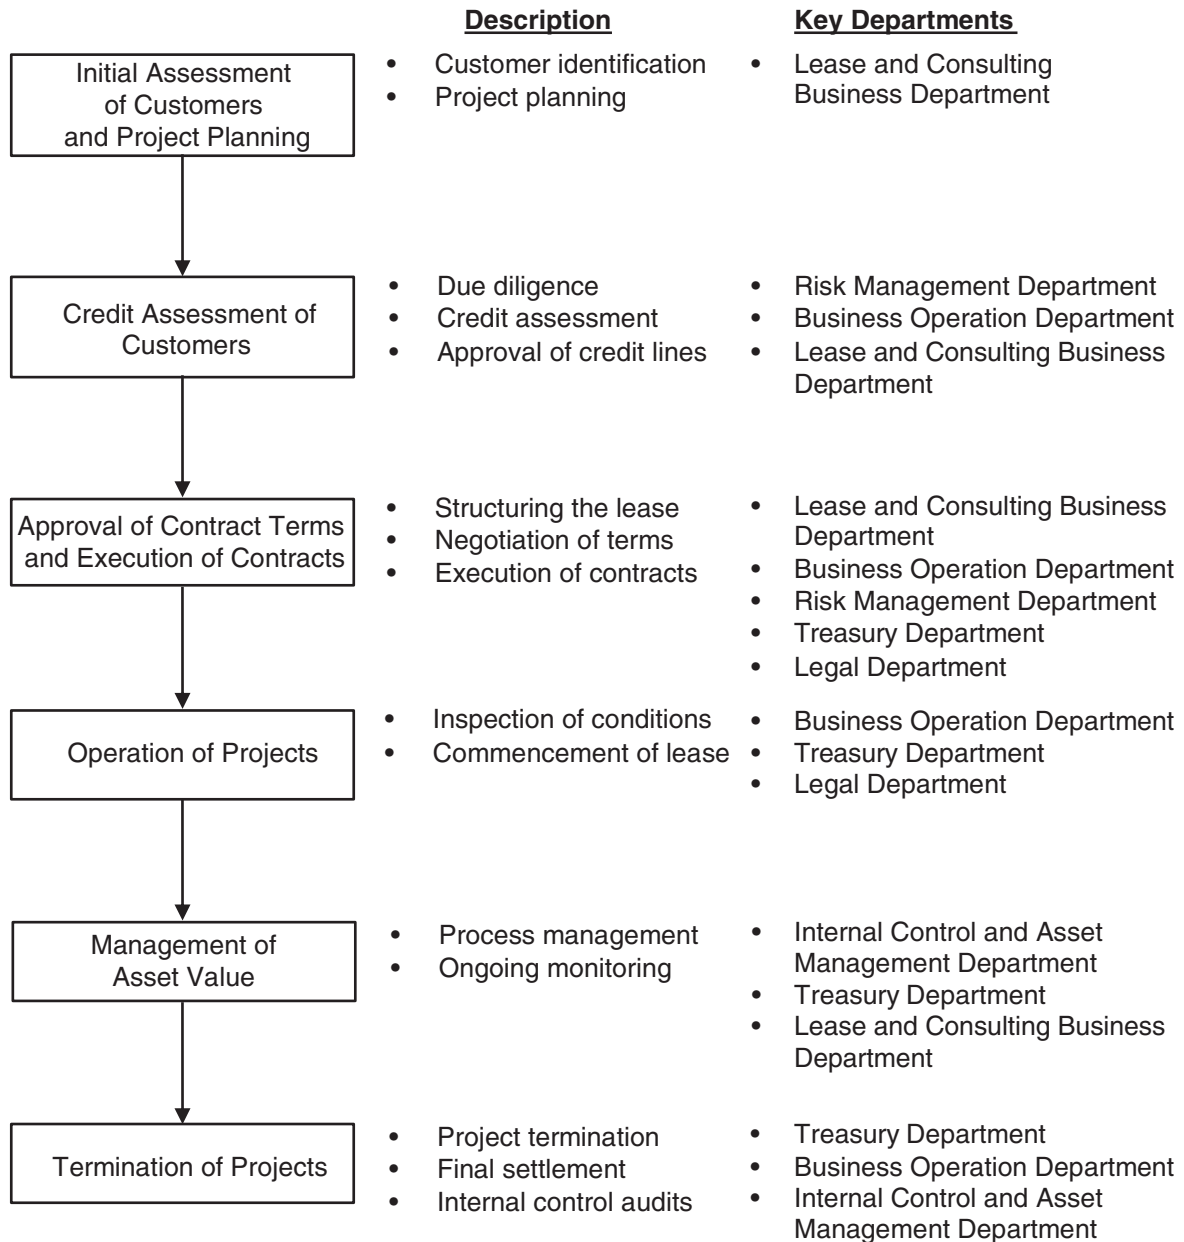 Description Key Departments
Initial Assessment
of Customers
and Project Planning
• Customer identification
• Project planning
• Lease and Consulting
Business Department
Credit Assessment of
Customers
• Due diligence
• Credit assessment
• Approval of credit lines
• Risk Management Department
• Business Operation Department
• Lease and Consulting Business
Department
Approval of Contract Terms
and Execution of Contracts
• Structuring the lease
• Negotiation of terms
• Execution of contracts
• Lease and Consulting Business
Department
• Business Operation Department
• Risk Management Department
• Treasury Department
• Legal Department
Operation of Projects
• Inspection of conditions
• Commencement of lease
• Business Operation Department
• Treasury Department
• Legal Department
Management of
Asset Value
• Process management
• Ongoing monitoring
• Internal Control and Asset
Management Department
• Treasury Department
• Lease and Consulting Business
Department
Termination of Projects
• Project termination
• Final settlement
• Internal control audits
• Treasury Department
• Business Operation Department
• Internal Control and Asset
Management Department